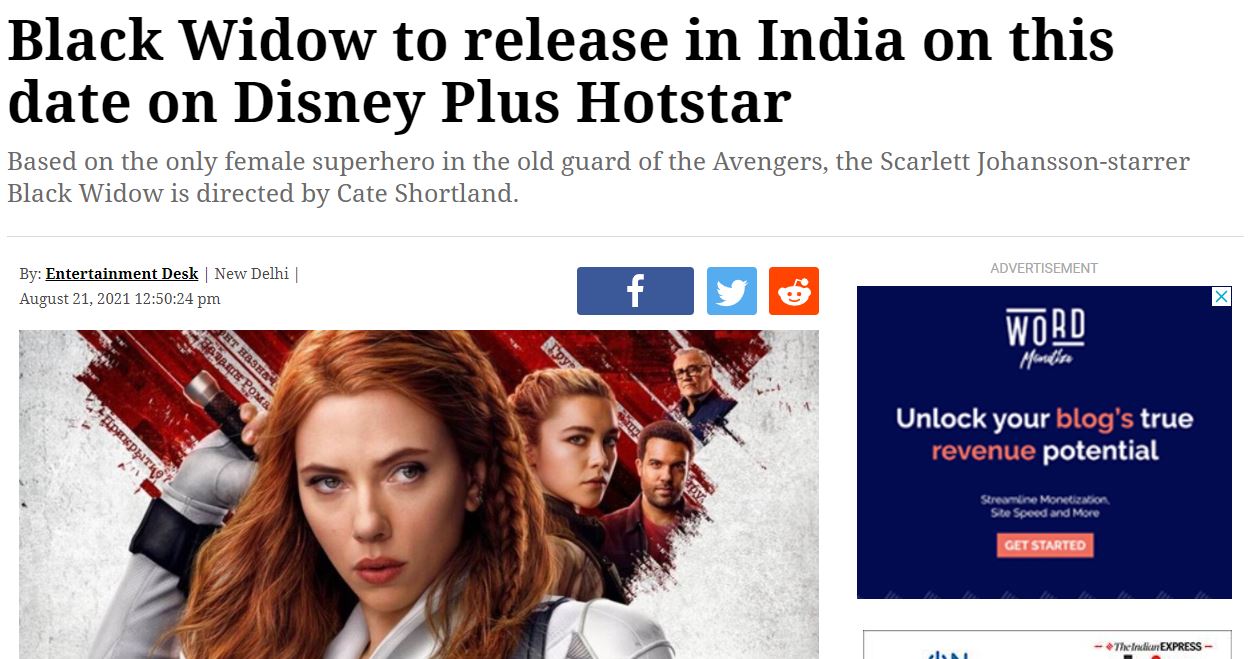 Black Widow to release in India on this
date on Disney Plus Hotstar
Based on the only female superhero in the old guard of the Avengers, the Scarlett Johansson-starrer
Black Widow is directed by Cate Shortland.
By: Entertainment Desk | New Delhi |
August 21, 2021 12:50:24 pm
f
ADVERTISEMENT
WORD
Monetize
Unlock your blog's true
revenue potential
Streamline Monetization,
Site Speed and More
GET STARTED
The Indian EXPRESS